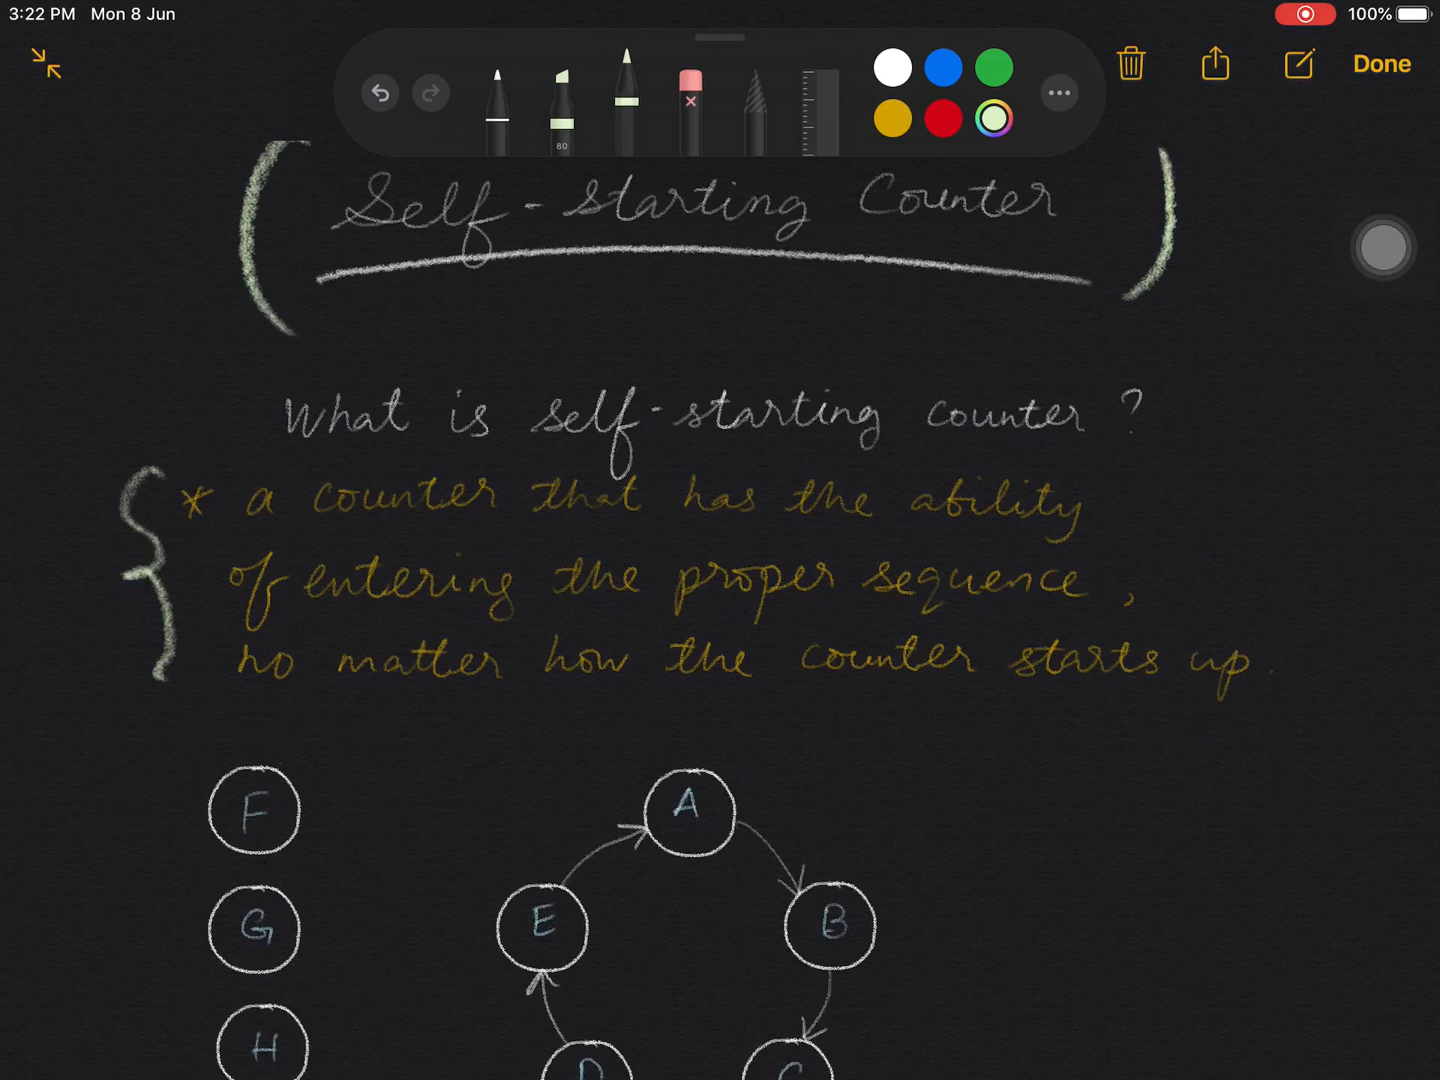 3:22 PM Mon 8 Jun 100%
Done
80
Self-Starting Counter
What is self-starting counter ?
* a counter that has the ability
of entering the proper sequence,
no matter how the counter starts up.
F A
G E B
H D C